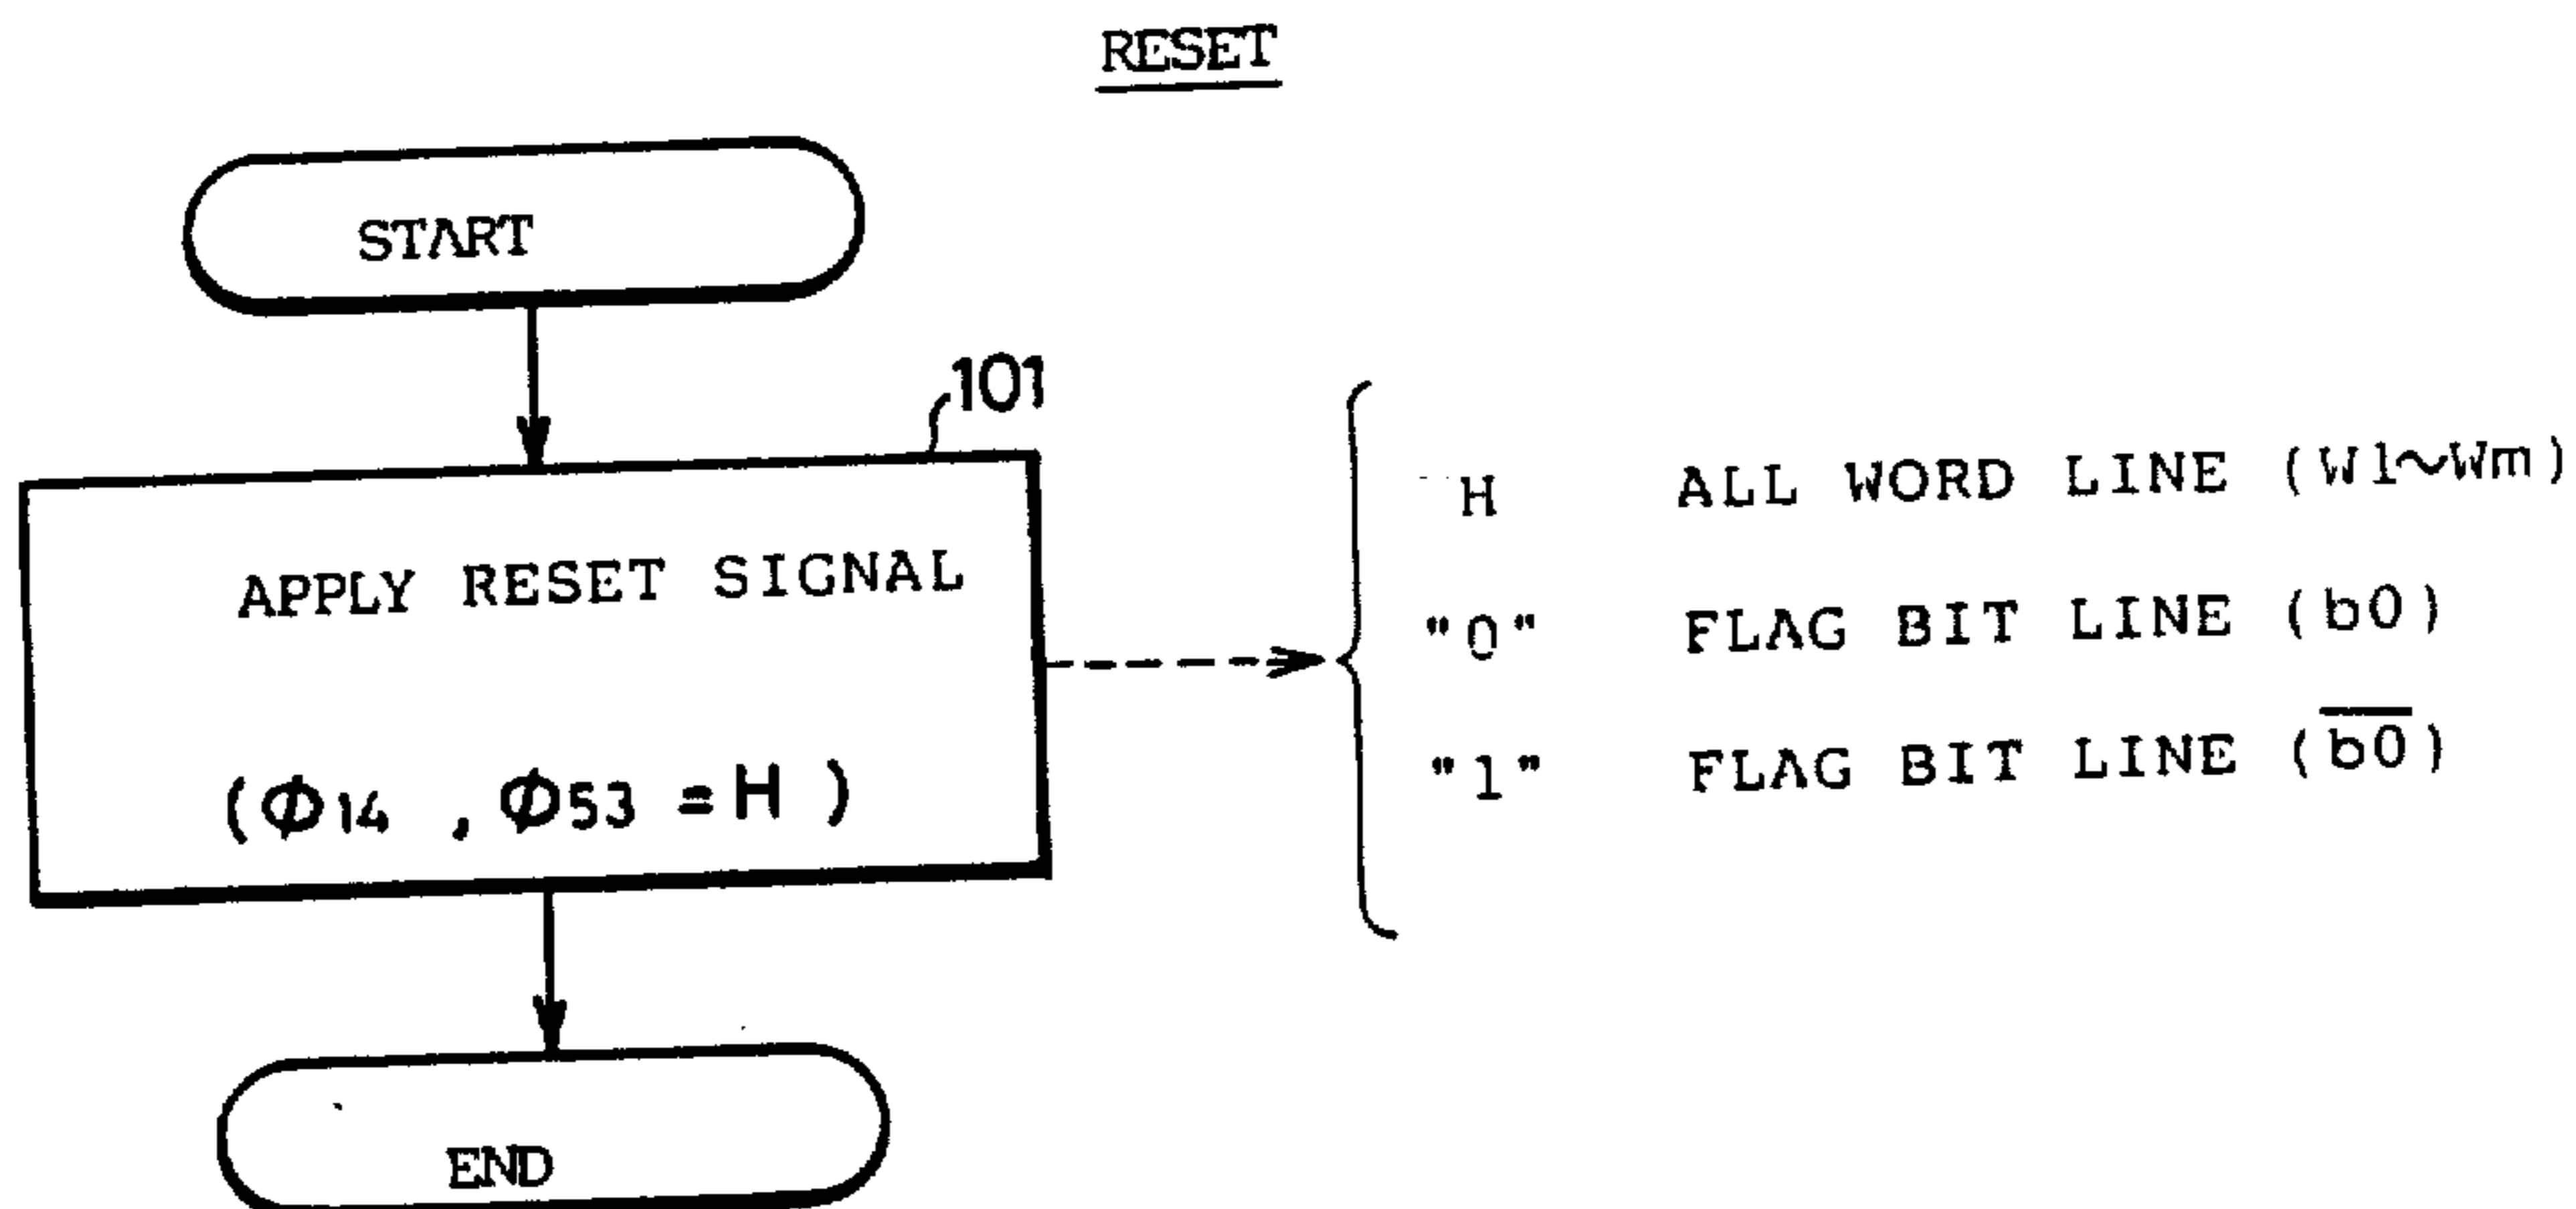 RESET
START
101
APPLY RESET SIGNAL
(Φ14 , Φ53 = H )
H ALL WORD LINE (W1~Wm)
"0" FLAG BIT LINE (b0)
"1" FLAG BIT LINE (b̅0̅)
END